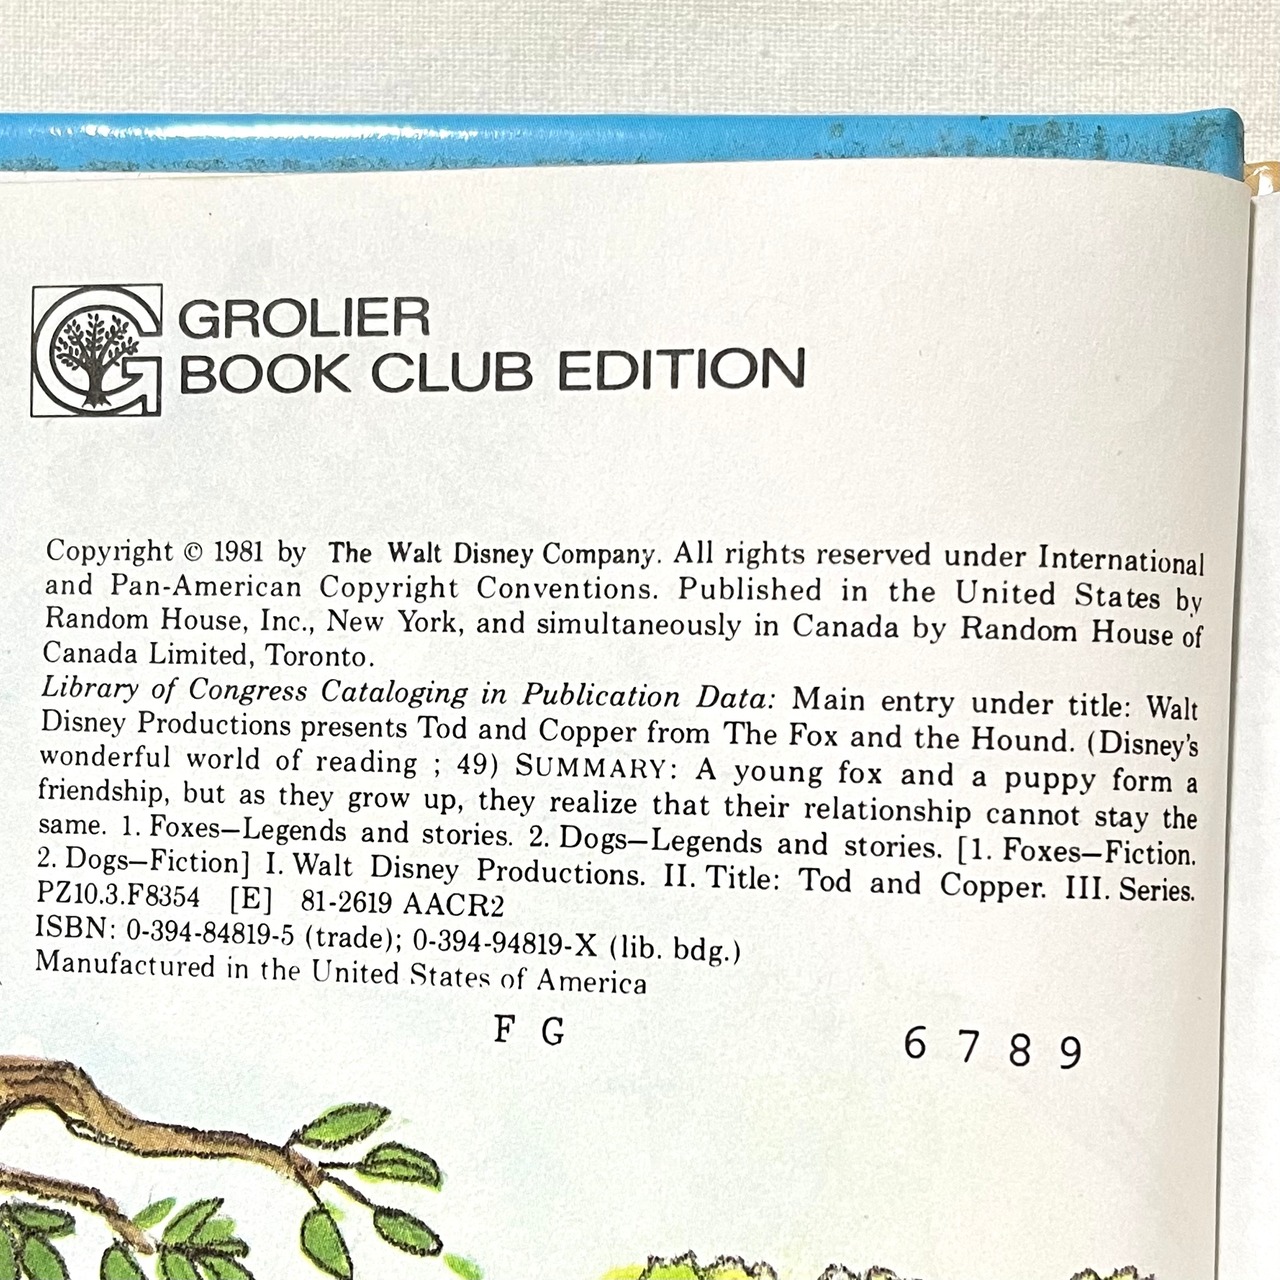 GROLIER
BOOK CLUB EDITION
Copyright © 1981 by The Walt Disney Company. All rights reserved under International
and Pan-American Copyright Conventions. Published in the United States by
Random House, Inc., New York, and simultaneously in Canada by Random House of
Canada Limited, Toronto.
Library of Congress Cataloging in Publication Data: Main entry under title: Walt
Disney Productions presents Tod and Copper from The Fox and the Hound. (Disney's
wonderful world of reading ; 49) SUMMARY: A young fox and a puppy form a
friendship, but as they grow up, they realize that their relationship cannot stay the
same. 1. Foxes—Legends and stories. 2. Dogs—Legends and stories. [1. Foxes—Fiction.
2. Dogs—Fiction] I. Walt Disney Productions. II. Title: Tod and Copper. III. Series.
PZ10.3.F8354 [E] 81-2619 AACR2
ISBN: 0-394-84819-5 (trade); 0-394-94819-X (lib. bdg.)
Manufactured in the United States of America
F G 6 7 8 9